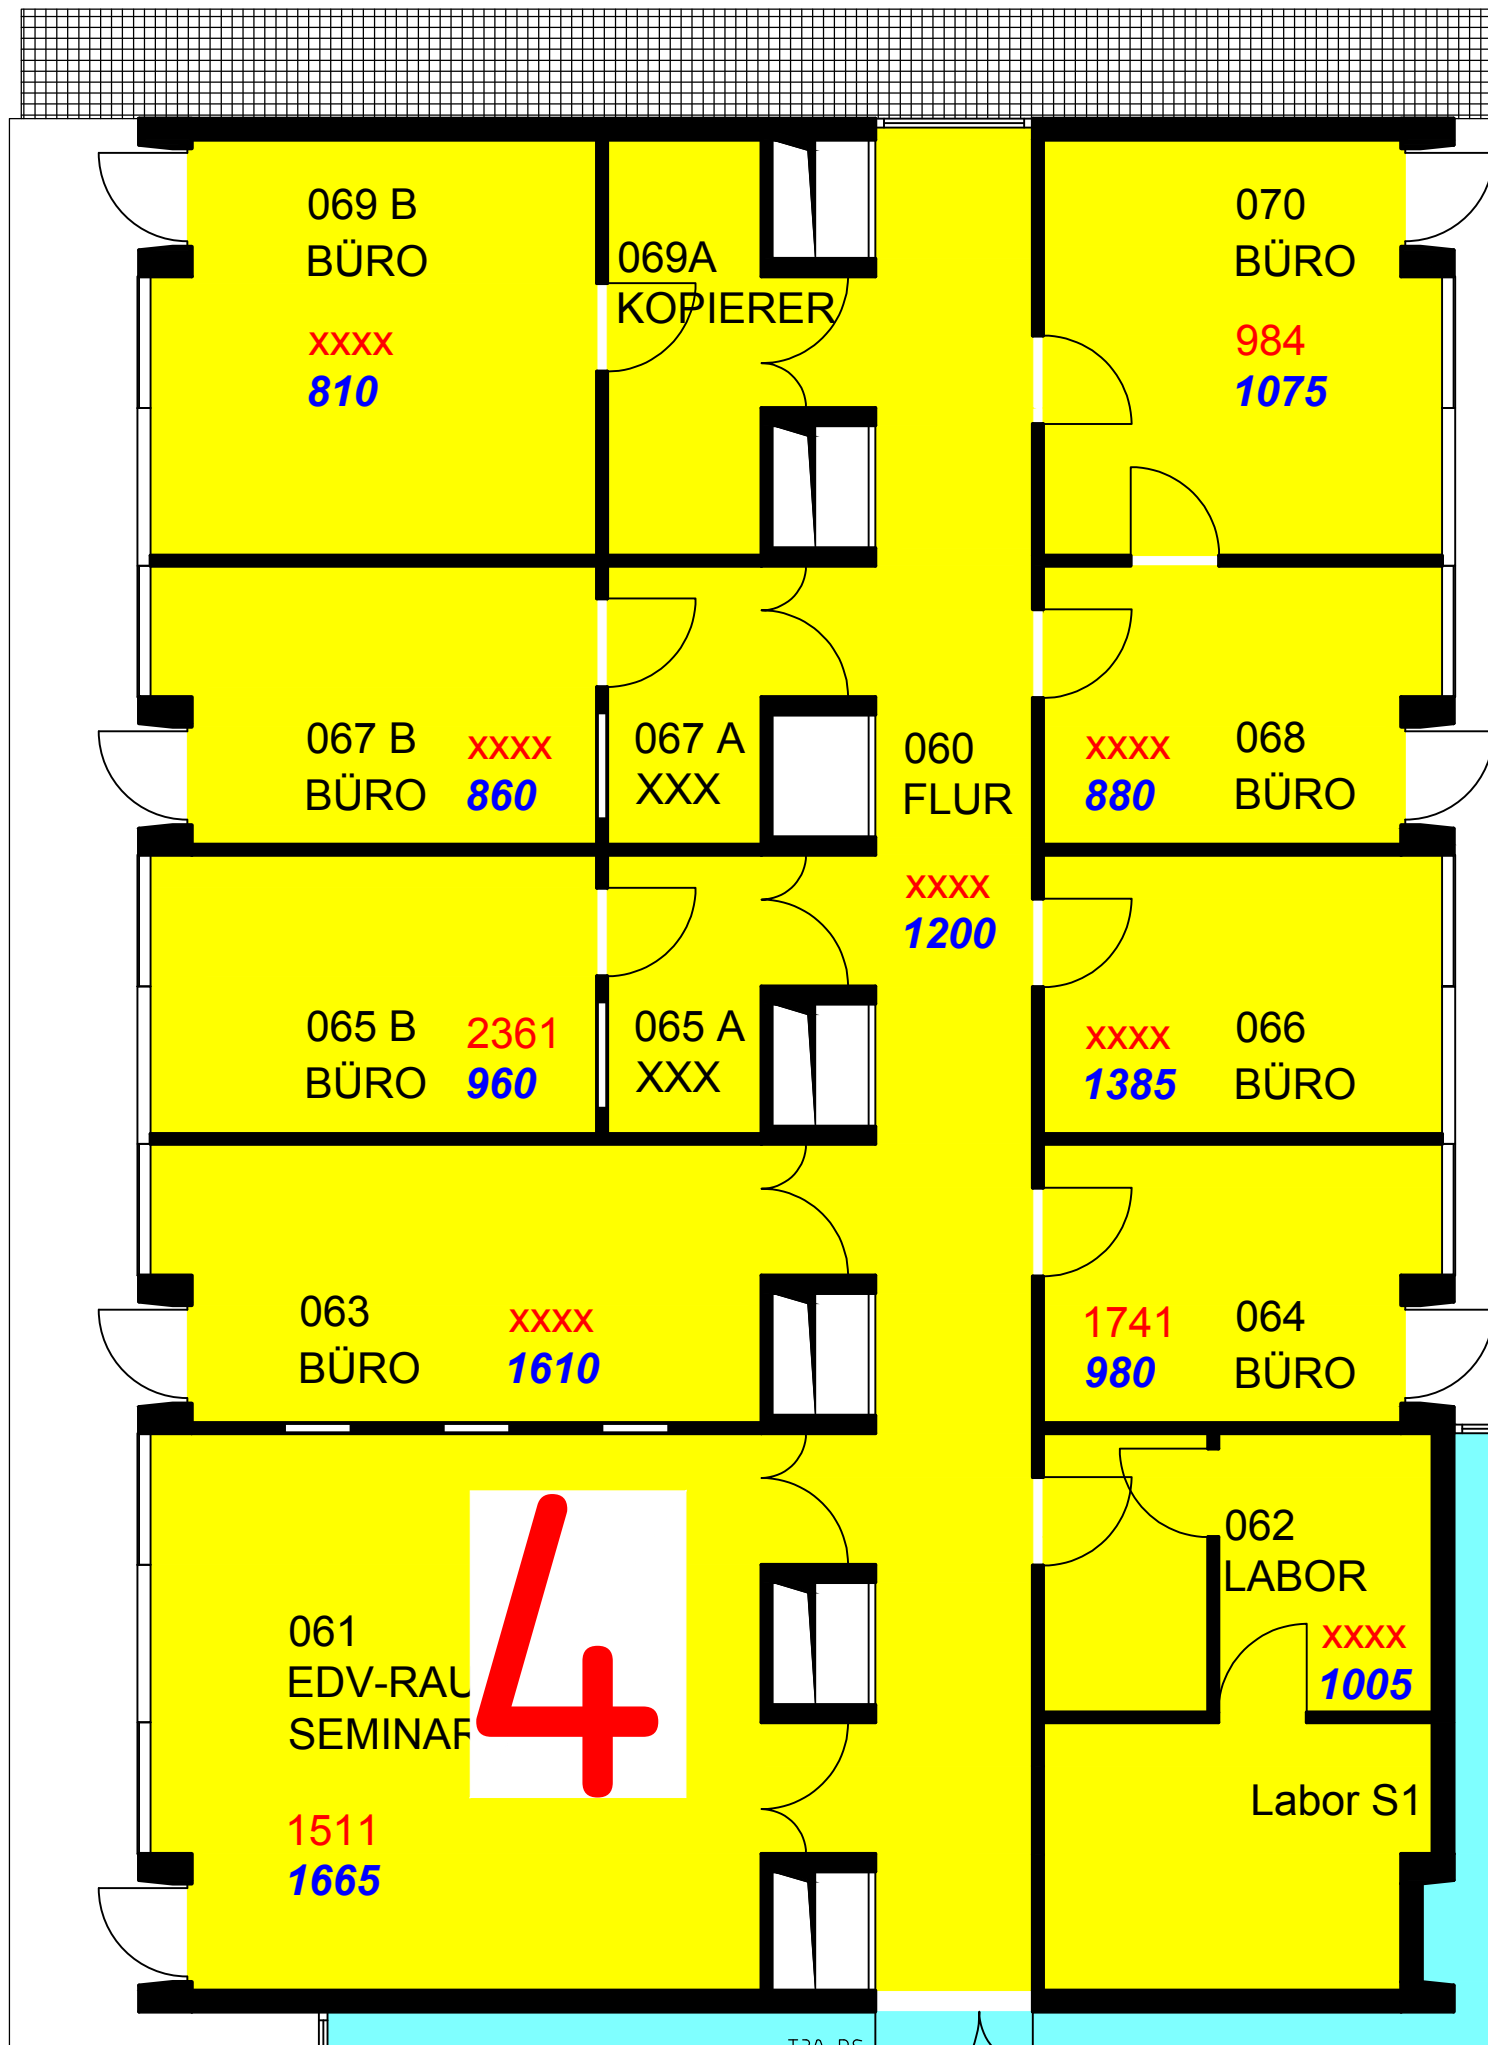 069 B
BÜRO
xxxx
810
069A
KOPIERER
070
BÜRO
984
1075
067 B
BÜRO
xxxx
860
067 A
XXX
060
FLUR
xxxx
1200
xxxx
880
068
BÜRO
065 B
BÜRO
2361
960
065 A
XXX
xxxx
1385
066
BÜRO
063
BÜRO
xxxx
1610
1741
980
064
BÜRO
061
EDV-RAU
SEMINAR
4
1511
1665
062
LABOR
xxxx
1005
Labor S1